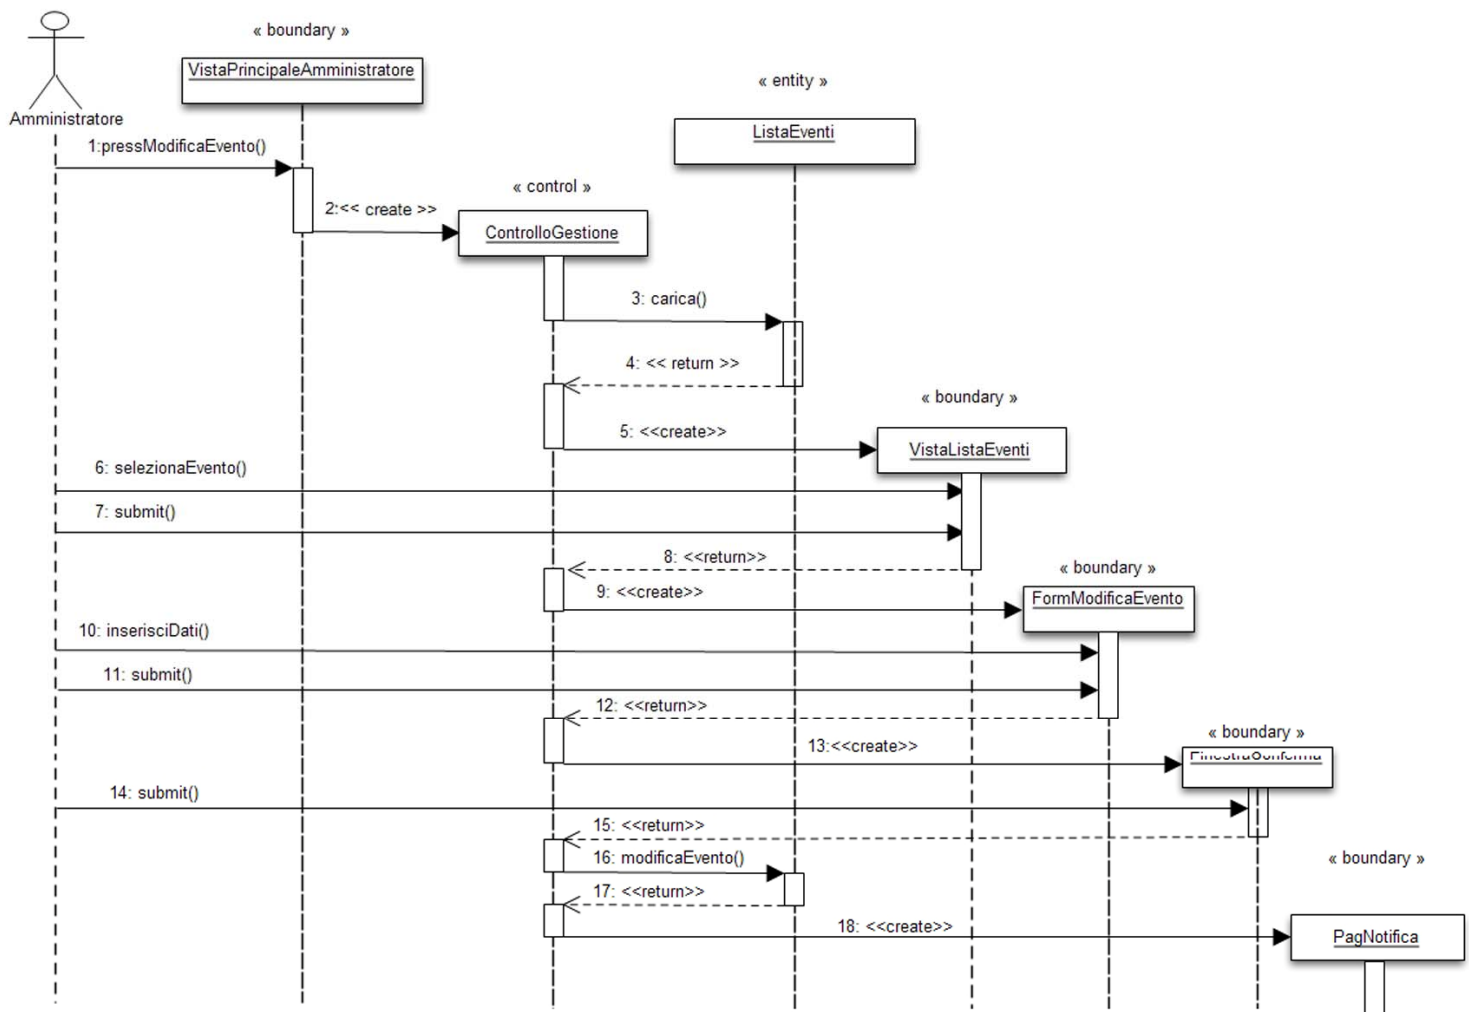 « boundary »
VistaPrincipaleAmministratore
« entity »
Amministratore
ListaEventi
1:pressModificaEvento()
« control »
2:<< create >>
ControlloGestione
3: carica()
4: << return >>
« boundary »
5: <<create>>
VistaListaEventi
6: selezionaEvento()
7: submit()
8: <<return>>
« boundary »
9: <<create>>
FormModificaEvento
10: inserisciDati()
11: submit()
12: <<return>>
« boundary »
13:<<create>>
FinestraConferma
14: submit()
15: <<return>>
16: modificaEvento()
« boundary »
17: <<return>>
18: <<create>>
PagNotifica